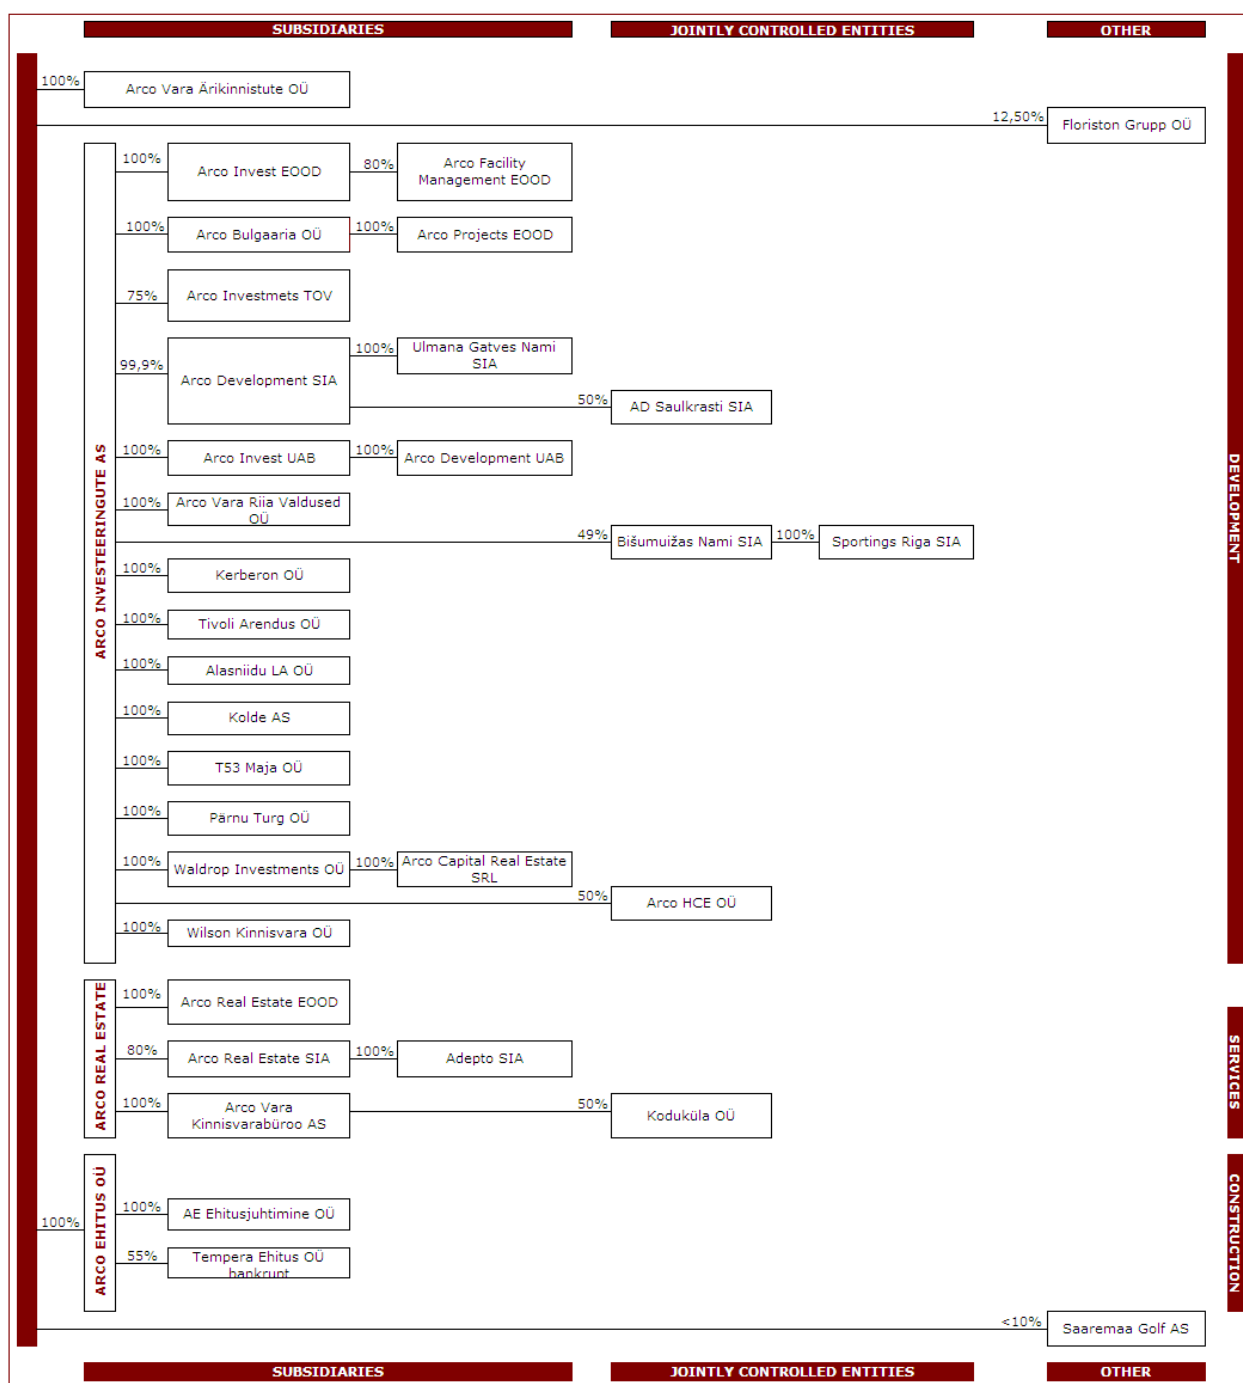 SUBSIDIARIES
JOINTLY CONTROLLED ENTITIES
OTHER
100%
Arco Vara Ärikinnistute OÜ
12,50%
Floriston Grupp OÜ
ARCO INVESTEERINGUTE AS
DEVELOPMENT
100%
Arco Invest EOOD
80%
Arco Facility
Management EOOD
100%
Arco Bulgaaria OÜ
100%
Arco Projects EOOD
75%
Arco Investmets TOV
99,9%
Arco Development SIA
100%
Ulmana Gatves Nami
SIA
50%
AD Saulkrasti SIA
100%
Arco Invest UAB
100%
Arco Development UAB
100%
Arco Vara Riia Valdused
OÜ
49%
Bišumuižas Nami SIA
100%
Sportings Riga SIA
100%
Kerberon OÜ
100%
Tivoli Arendus OÜ
100%
Alasniidu LA OÜ
100%
Kolde AS
100%
T53 Maja OÜ
100%
Pärnu Turg OÜ
100%
Waldrop Investments OÜ
100%
Arco Capital Real Estate
SRL
50%
Arco HCE OÜ
100%
Wilson Kinnisvara OÜ
ARCO REAL ESTATE
SERVICES
100%
Arco Real Estate EOOD
80%
Arco Real Estate SIA
100%
Adepto SIA
100%
Arco Vara
Kinnisvarabüroo AS
50%
Koduküla OÜ
100%
ARCO EHITUS OÜ
CONSTRUCTION
100%
AE Ehitusjuhtimine OÜ
55%
Tempera Ehitus OÜ
bankrupt
<10%
Saaremaa Golf AS
SUBSIDIARIES
JOINTLY CONTROLLED ENTITIES
OTHER